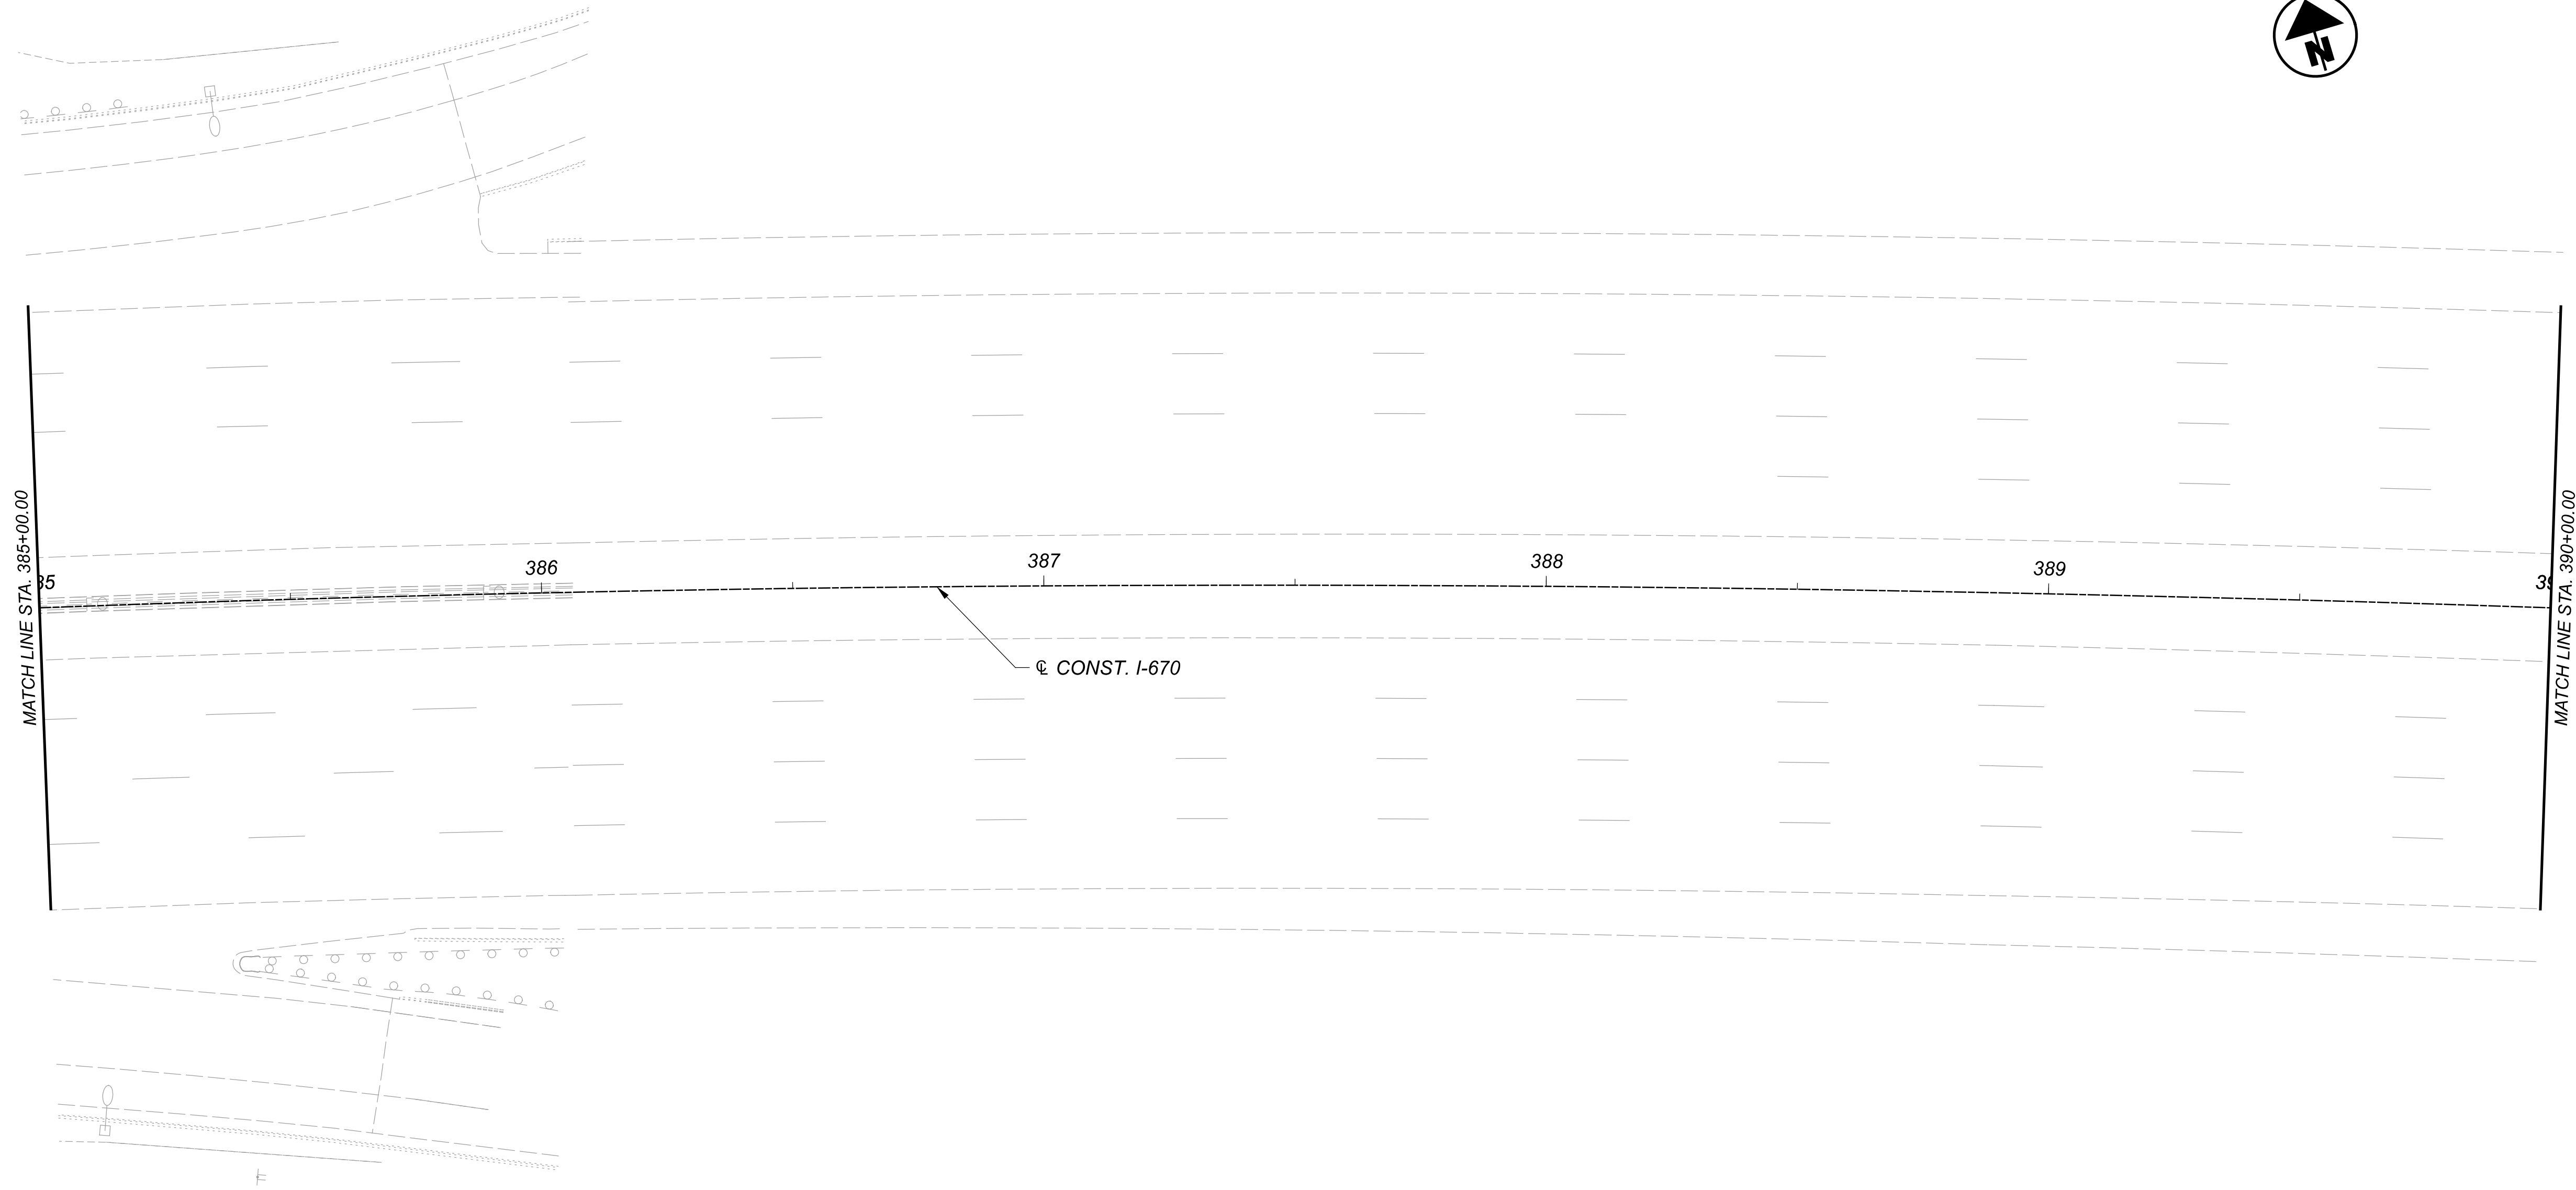 N
MATCH LINE STA. 385+00.00
386
387
388
389
℄ CONST. I-670
MATCH LINE STA. 390+00.00